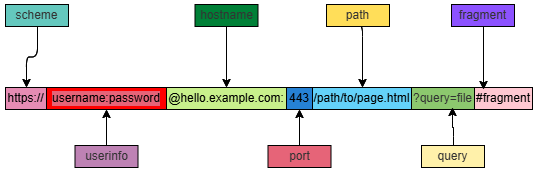 scheme hostname path fragment
https:// username:password @hello.example.com: 443 /path/to/page.html ?query=file #fragment
userinfo port query